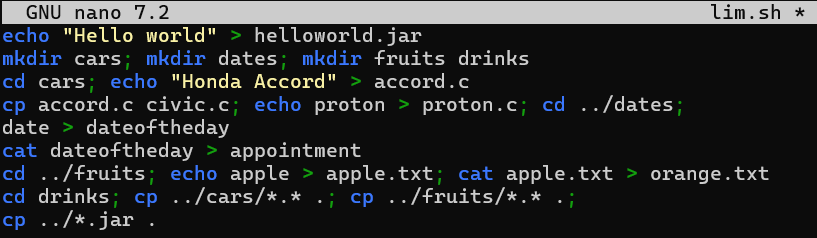 GNU nano 7.2 lim.sh *
echo "Hello world" > helloworld.jar
mkdir cars; mkdir dates; mkdir fruits drinks
cd cars; echo "Honda Accord" > accord.c
cp accord.c civic.c; echo proton > proton.c; cd ../dates;
date > dateoftheday
cat dateoftheday > appointment
cd ../fruits; echo apple > apple.txt; cat apple.txt > orange.txt
cd drinks; cp ../cars/*.* .; cp ../fruits/*.* .;
cp ../*.jar .